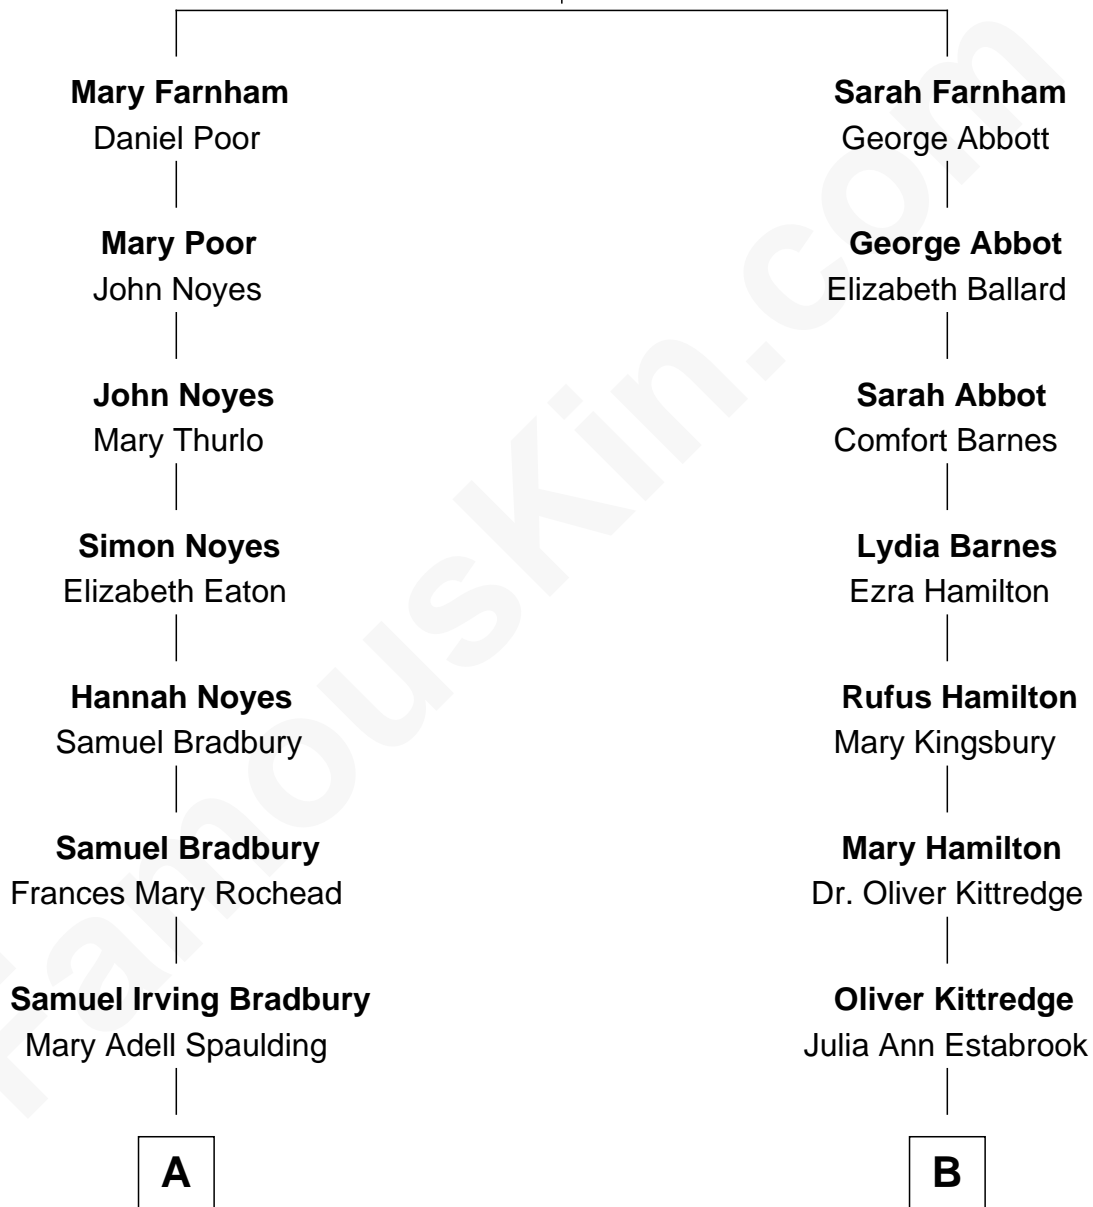 Mary Farnham
Daniel Poor
Mary Poor
John Noyes
John Noyes
Mary Thurlo
Simon Noyes
Elizabeth Eaton
Hannah Noyes
Samuel Bradbury
Samuel Bradbury
Frances Mary Rochead
Samuel Irving Bradbury
Mary Adell Spaulding
A
Sarah Farnham
George Abbott
George Abbot
Elizabeth Ballard
Sarah Abbot
Comfort Barnes
Lydia Barnes
Ezra Hamilton
Rufus Hamilton
Mary Kingsbury
Mary Hamilton
Dr. Oliver Kittredge
Oliver Kittredge
Julia Ann Estabrook
B
FamousKin.com